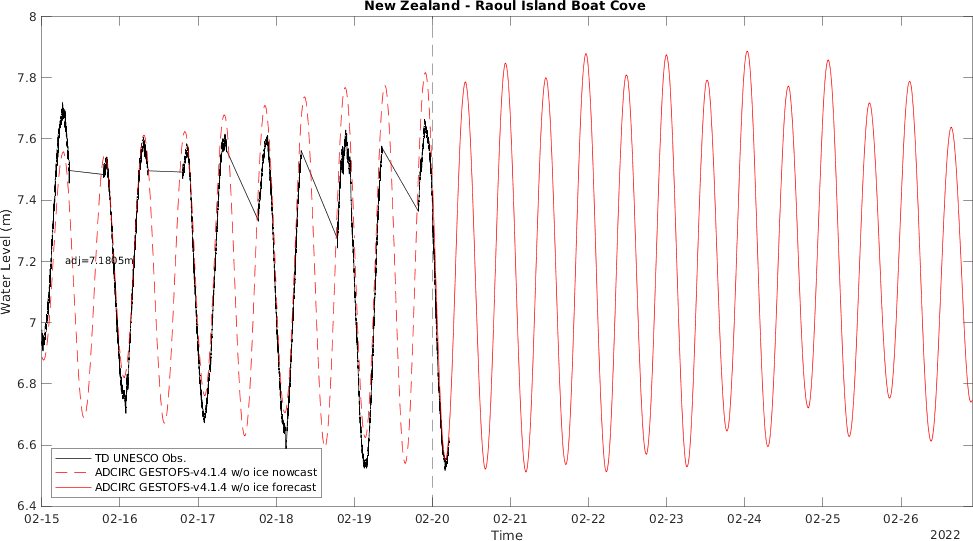 New Zealand - Raoul Island Boat Cove
8
7.8
7.6
7.4
7.2
7
6.8
6.6
6.4
Water Level (m)
adj=7.1805m
TD UNESCO Obs.
ADCIRC GESTOFS-v4.1.4 w/o ice nowcast
ADCIRC GESTOFS-v4.1.4 w/o ice forecast
02-15 02-16 02-17 02-18 02-19 02-20 02-21 02-22 02-23 02-24 02-25 02-26
Time
2022